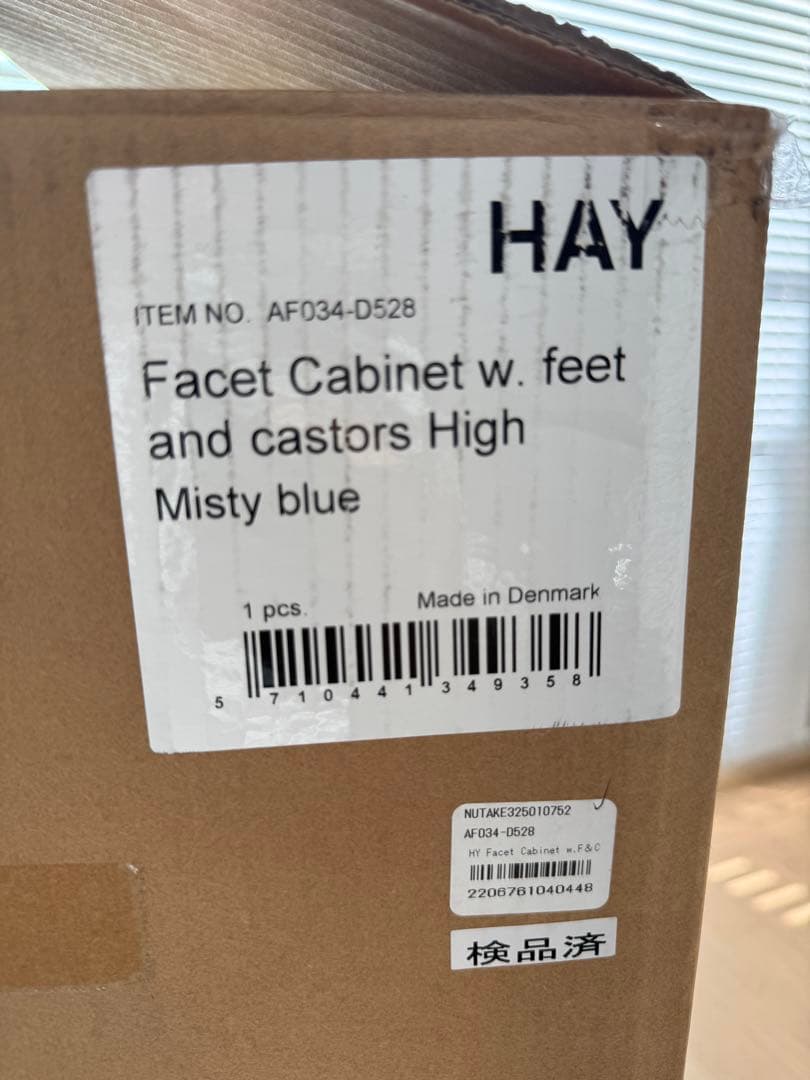 HAY
ITEM NO. AF034-D528
Facet Cabinet w. feet
and castors High
Misty blue
1 pcs.
Made in Denmark
5 710441 349358
NUTAKE325010752
AF034-D528
HY Facet Cabinet w.F&C
2206761040448
検品済